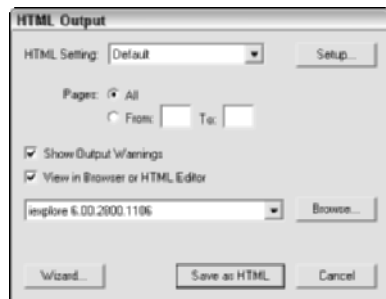 HTML Output
HTML Setting: Default Setup...
Pages: All
From: To:
Show Output Warnings
View in Browser or HTML Editor
iexplore 6.00.2800.1106 Browse...
Wizard... Save as HTML Cancel